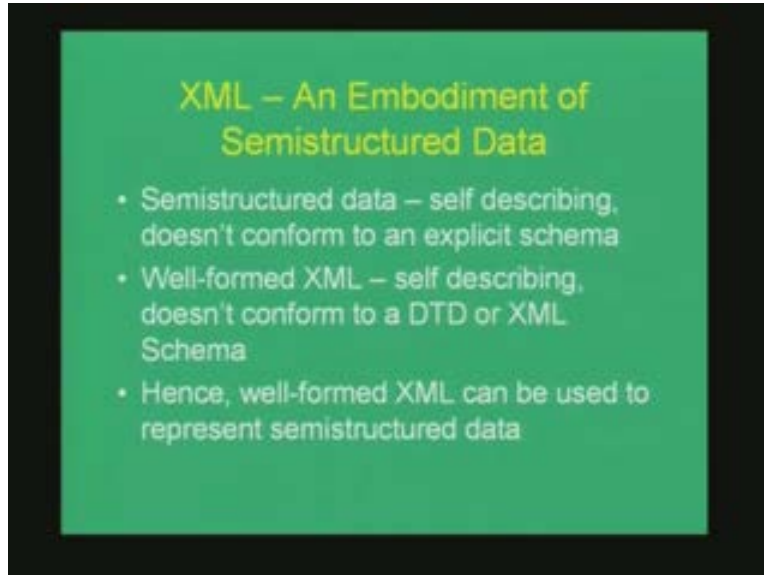 XML – An Embodiment of
Semistructured Data
• Semistructured data – self describing,
doesn't conform to an explicit schema
• Well-formed XML – self describing,
doesn't conform to a DTD or XML
Schema
• Hence, well-formed XML can be used to
represent semistructured data